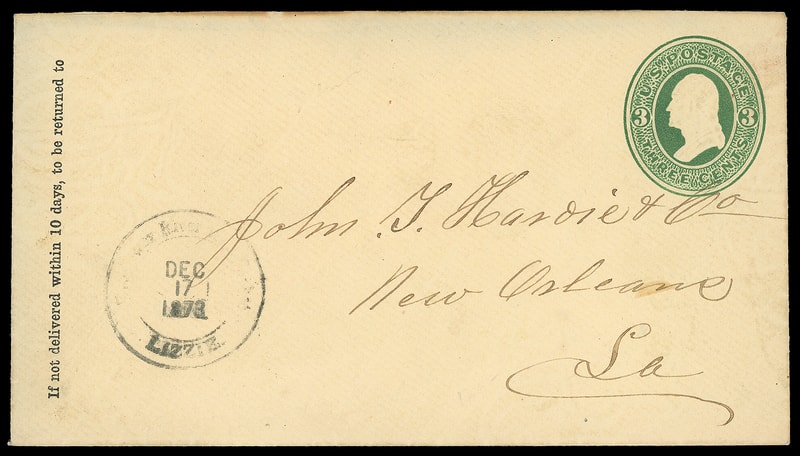 If not delivered within 10 days, to be returned to
U.S. POSTAGE
3 3
THREE CENTS
John T. Hardie & Co
New Orleans
La
DEC
17
1873
LIZZIE.